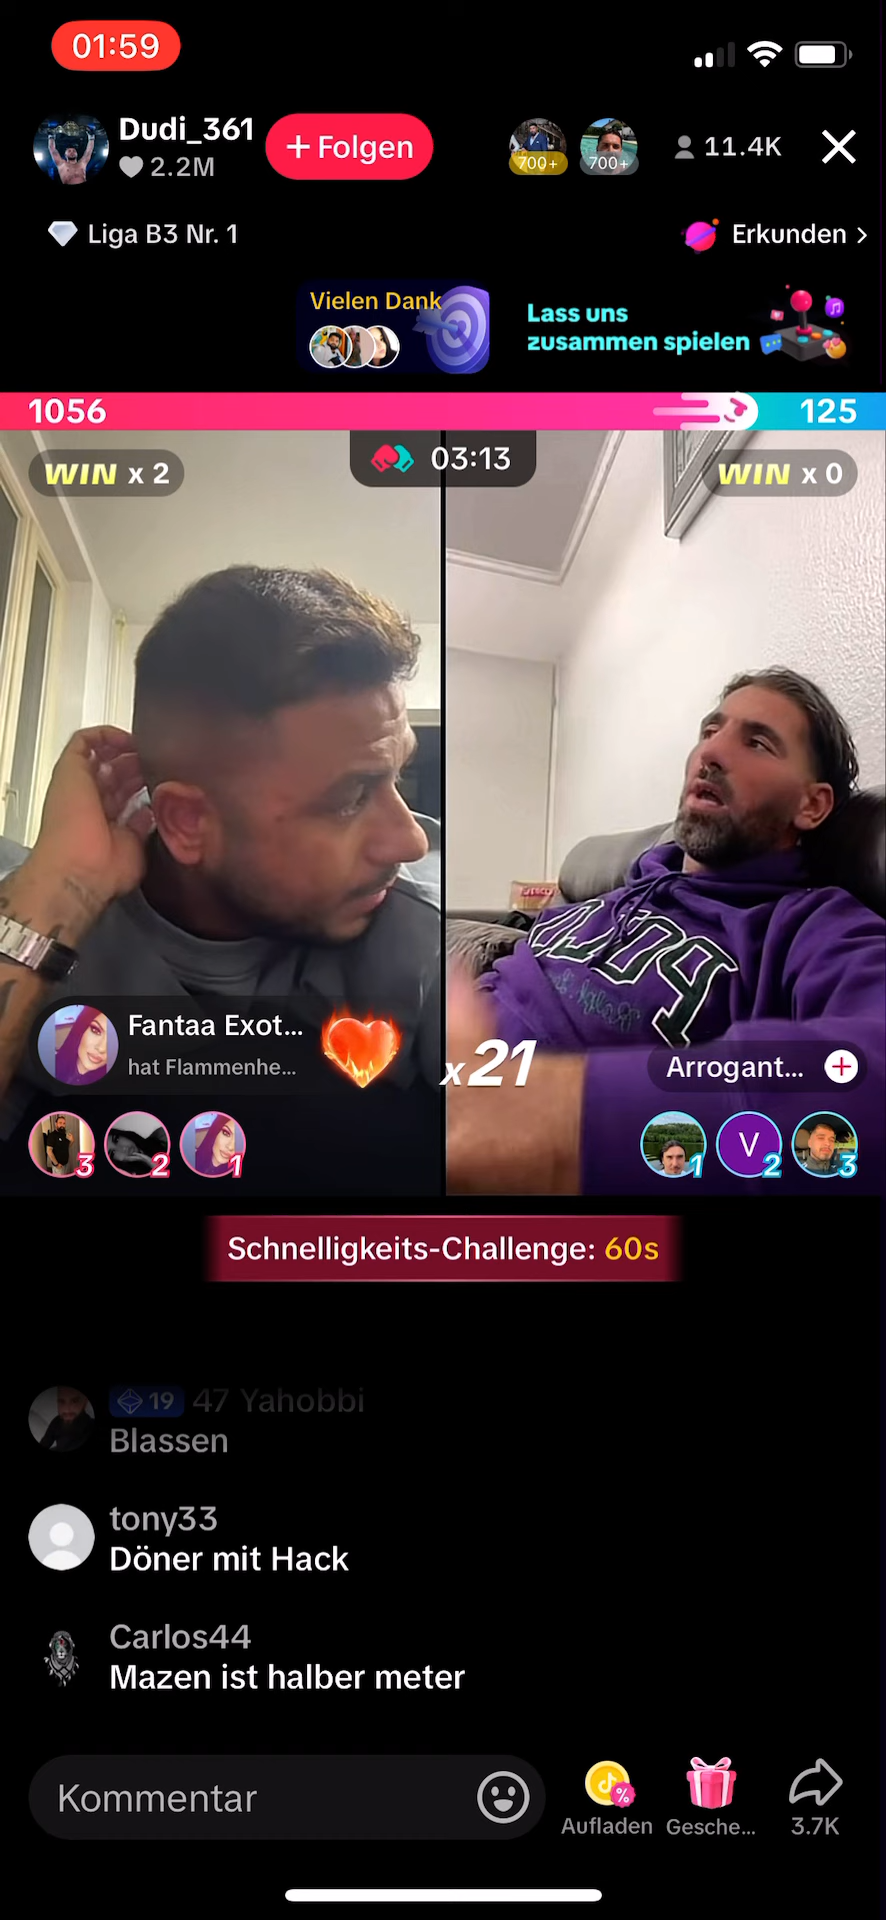 01:59
Dudi_361
2.2M
+ Folgen
700+
700+
11.4K
Liga B3 Nr. 1
Erkunden >
Vielen Dank
Lass uns
zusammen spielen
1056
125
WIN x 2
03:13
WIN x 0
POLO
Fantaa Exot...
hat Flammenhe...
x21
Arrogant... +
3
2
1
1
V
2
3
Schnelligkeits-Challenge: 60s
19 47 Yahobbi
Blassen
tony33
Döner mit Hack
Carlos44
Mazen ist halber meter
Kommentar
%
Aufladen
Gesche...
3.7K